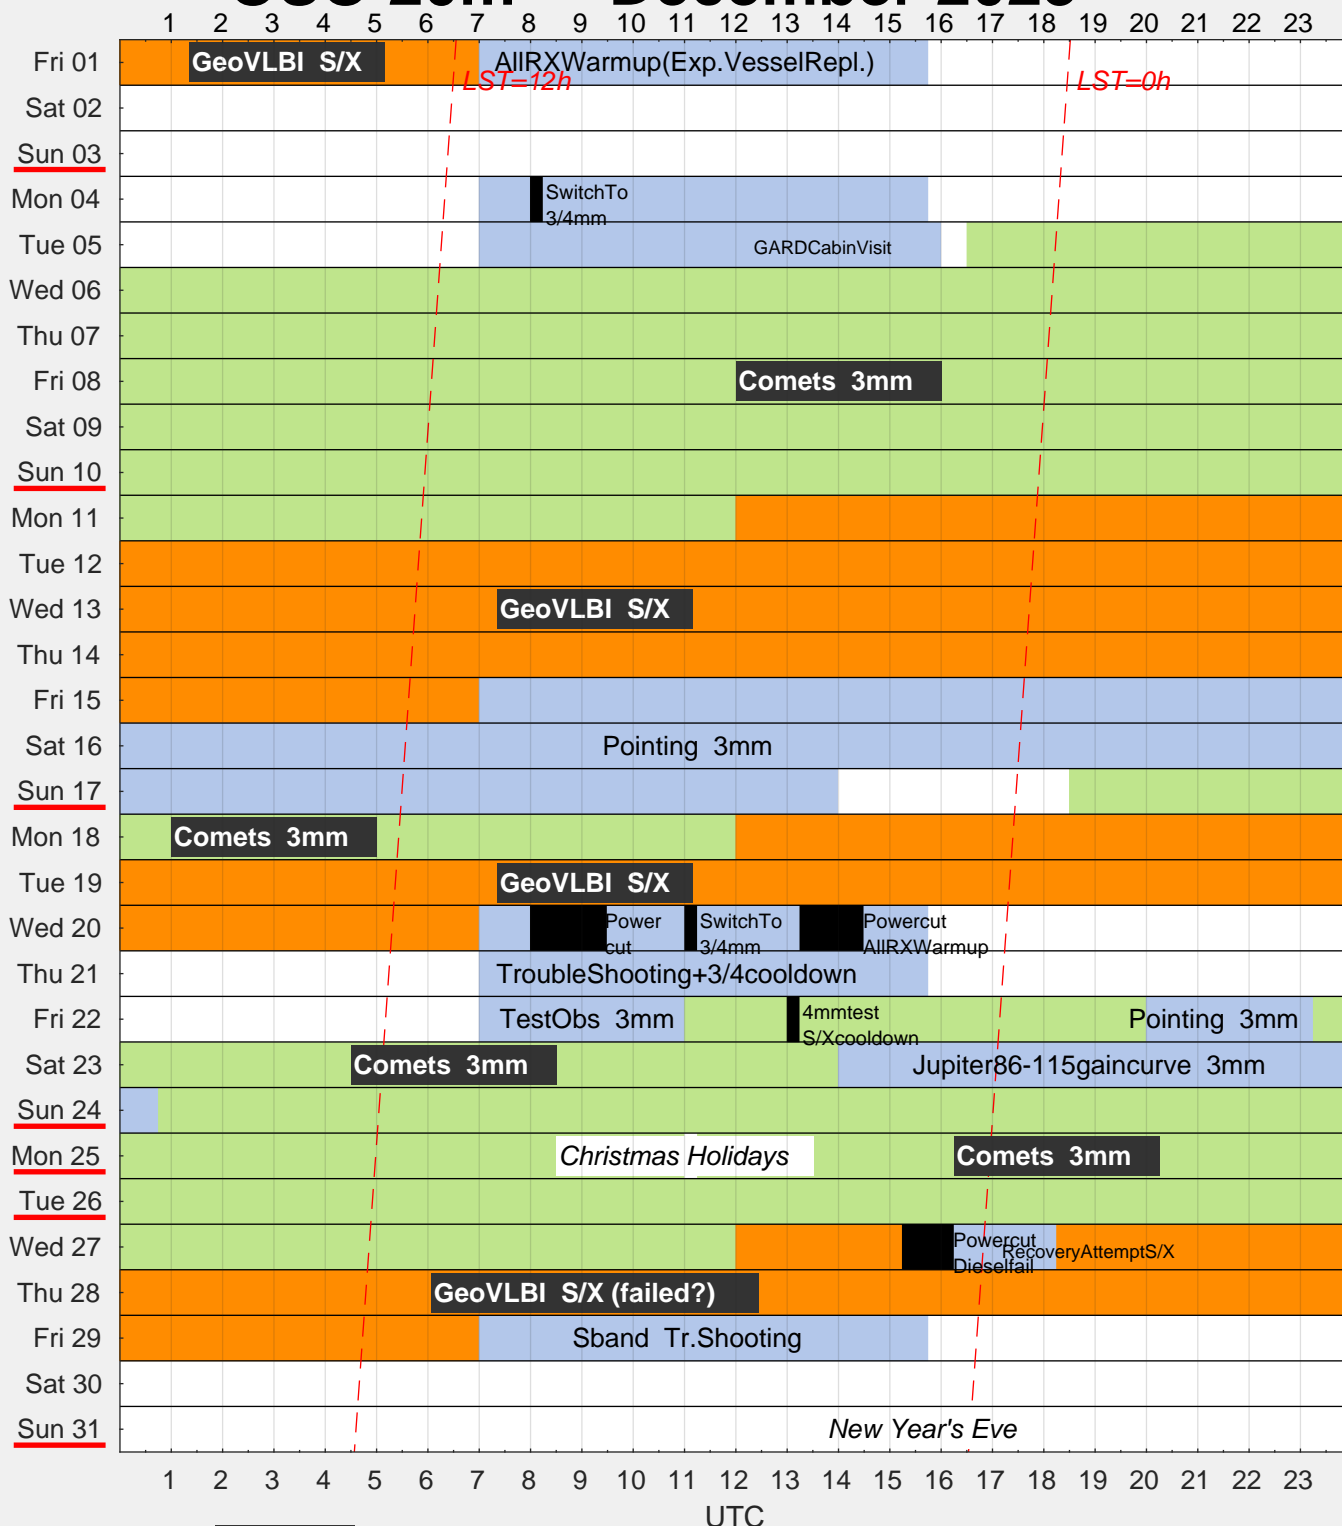 1 2 3 4 5 6 7 8 9 10 11 12 13 14 15 16 17 18 19 20 21 22 23
Fri 01 GeoVLBI S/X AllRXWarmup(Exp.VesselRepl.)
LST=12h LST=0h
Sat 02
Sun 03
Mon 04 SwitchTo
3/4mm
Tue 05 GARDCabinVisit
Wed 06
Thu 07
Fri 08 Comets 3mm
Sat 09
Sun 10
Mon 11
Tue 12
Wed 13 GeoVLBI S/X
Thu 14
Fri 15
Sat 16 Pointing 3mm
Sun 17
Mon 18 Comets 3mm
Tue 19 GeoVLBI S/X
Wed 20 Power SwitchTo Powercut
cut 3/4mm AllRXWarmup
Thu 21 TroubleShooting+3/4cooldown
Fri 22 TestObs 3mm 4mmtest Pointing 3mm
S/Xcooldown
Sat 23 Comets 3mm Jupiter86-115gaincurve 3mm
Sun 24
Mon 25 Christmas Holidays Comets 3mm
Tue 26
Wed 27 Powercut RecoveryAttemptS/X
Dieselfail
Thu 28 GeoVLBI S/X (failed?)
Fri 29 Sband Tr.Shooting
Sat 30
Sun 31 New Year's Eve
1 2 3 4 5 6 7 8 9 10 11 12 13 14 15 16 17 18 19 20 21 22 23
UTC